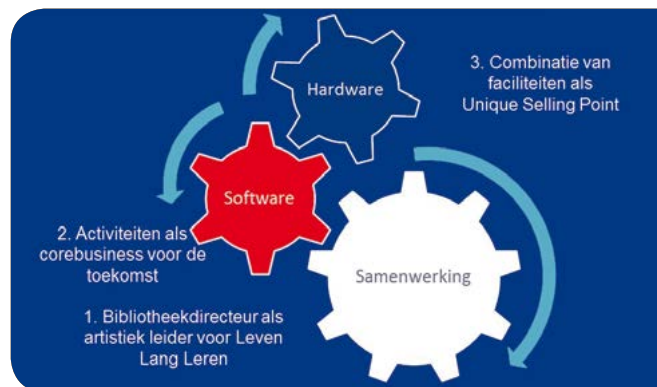 Hardware
3. Combinatie van
faciliteiten als
Unique Selling Point
Software
2. Activiteiten als
corebusiness voor de
toekomst
Samenwerking
1. Bibliotheekdirecteur als
artistiek leider voor Leven
Lang Leren